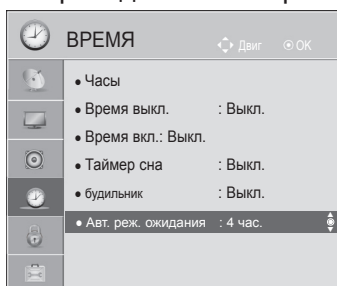 ВРЕМЯ Двиг ОК
• Часы
• Время выкл. : Выкл.
• Время вкл.: Выкл.
• Таймер сна : Выкл.
• будильник : Выкл.
• Авт. реж. ожидания : 4 час.